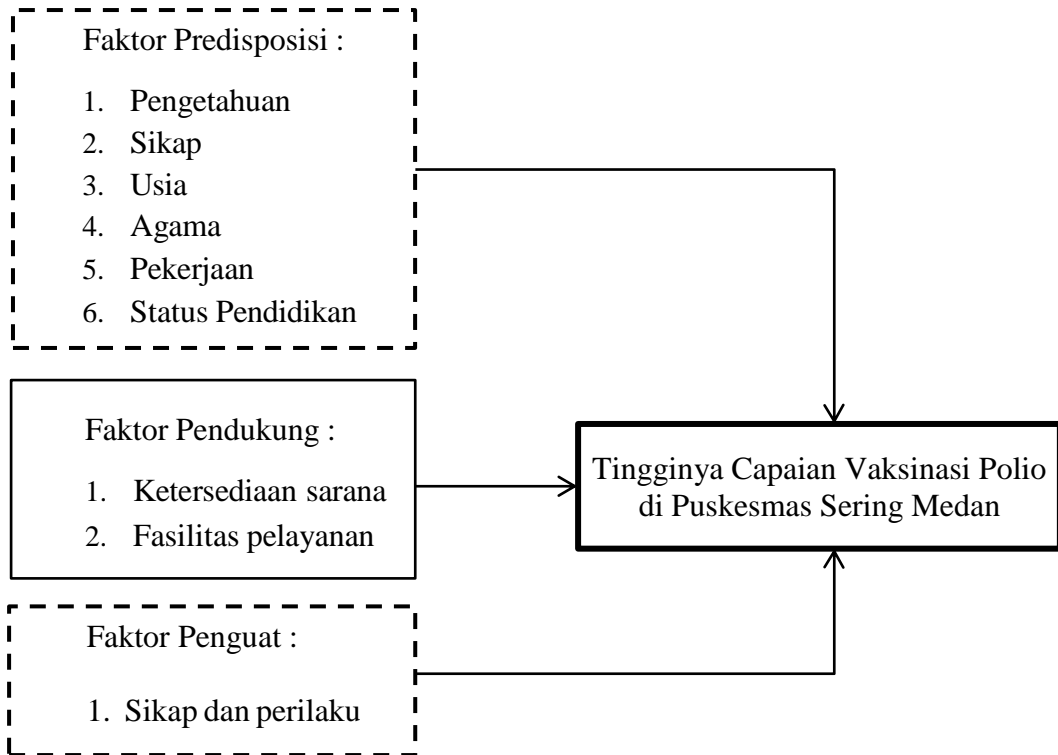 Faktor Predisposisi :
1. Pengetahuan
2. Sikap
3. Usia
4. Agama
5. Pekerjaan
6. Status Pendidikan
Faktor Pendukung :
1. Ketersediaan sarana
2. Fasilitas pelayanan
Tingginya Capaian Vaksinasi Polio
di Puskesmas Sering Medan
Faktor Penguat :
1. Sikap dan perilaku